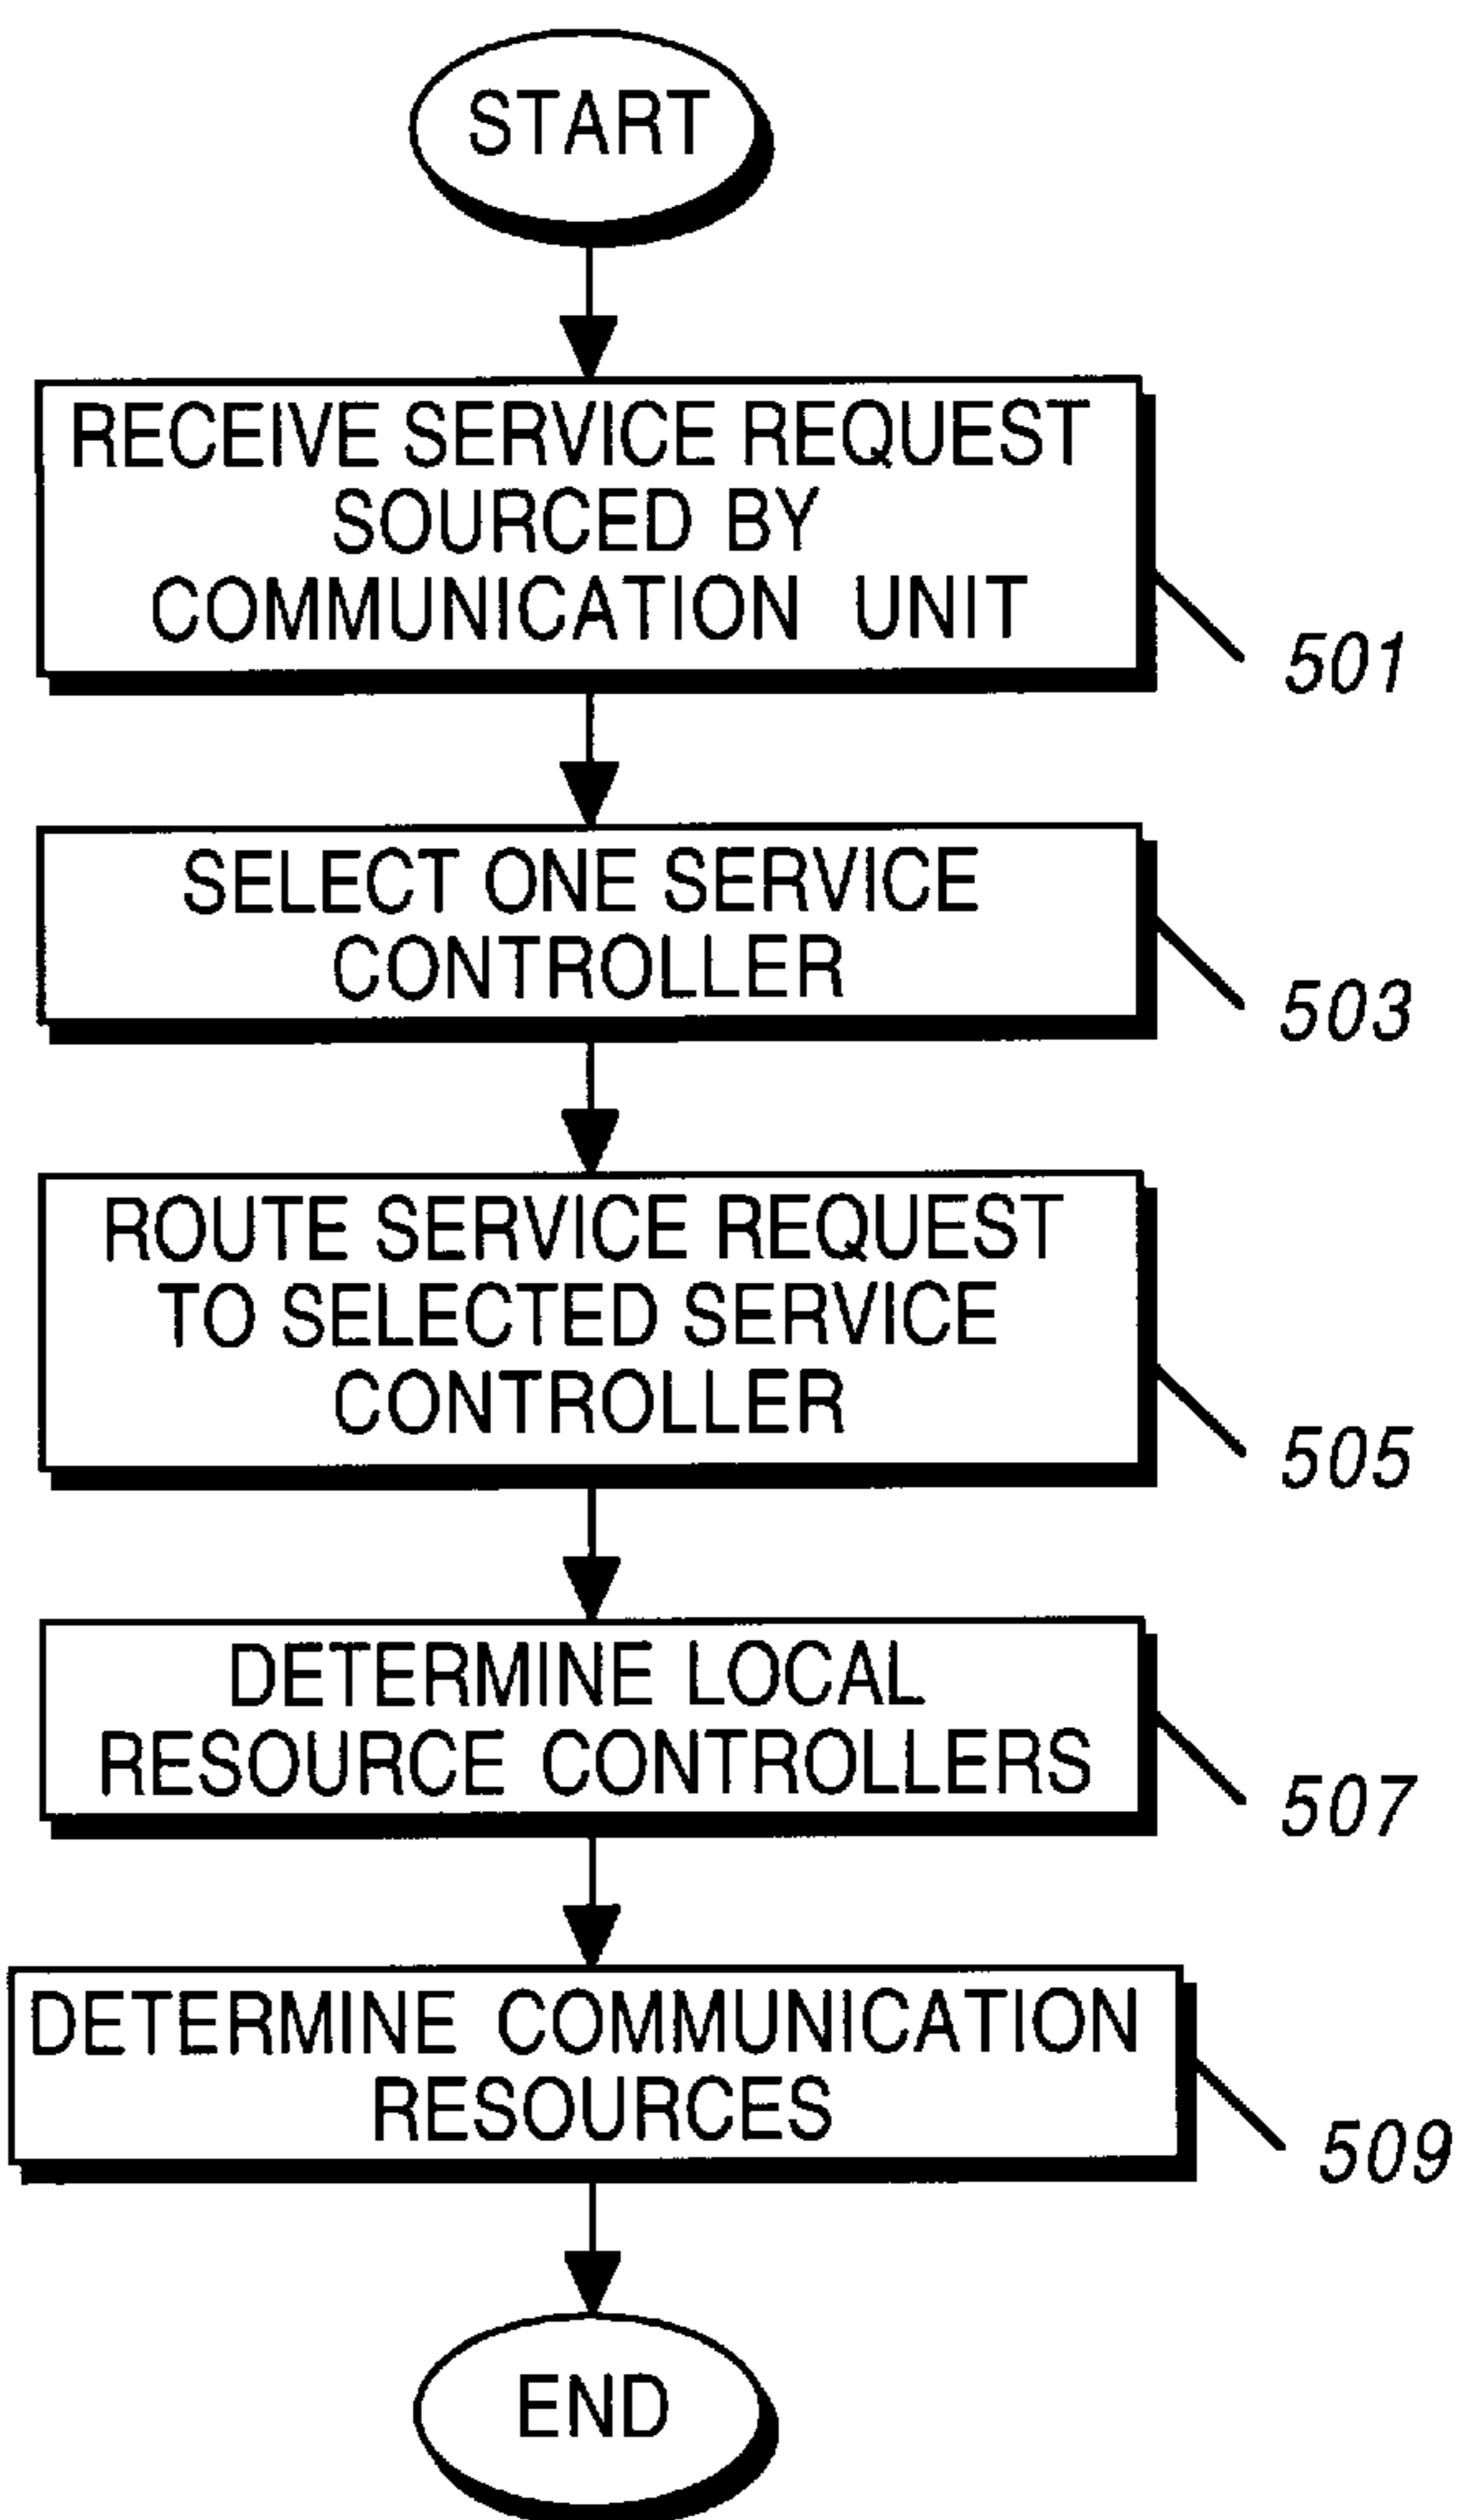 START
RECEIVE SERVICE REQUEST
SOURCED BY
COMMUNICATION UNIT
501
SELECT ONE SERVICE
CONTROLLER
503
ROUTE SERVICE REQUEST
TO SELECTED SERVICE
CONTROLLER
505
DETERMINE LOCAL
RESOURCE CONTROLLERS
507
DETERMINE COMMUNICATION
RESOURCES
509
END